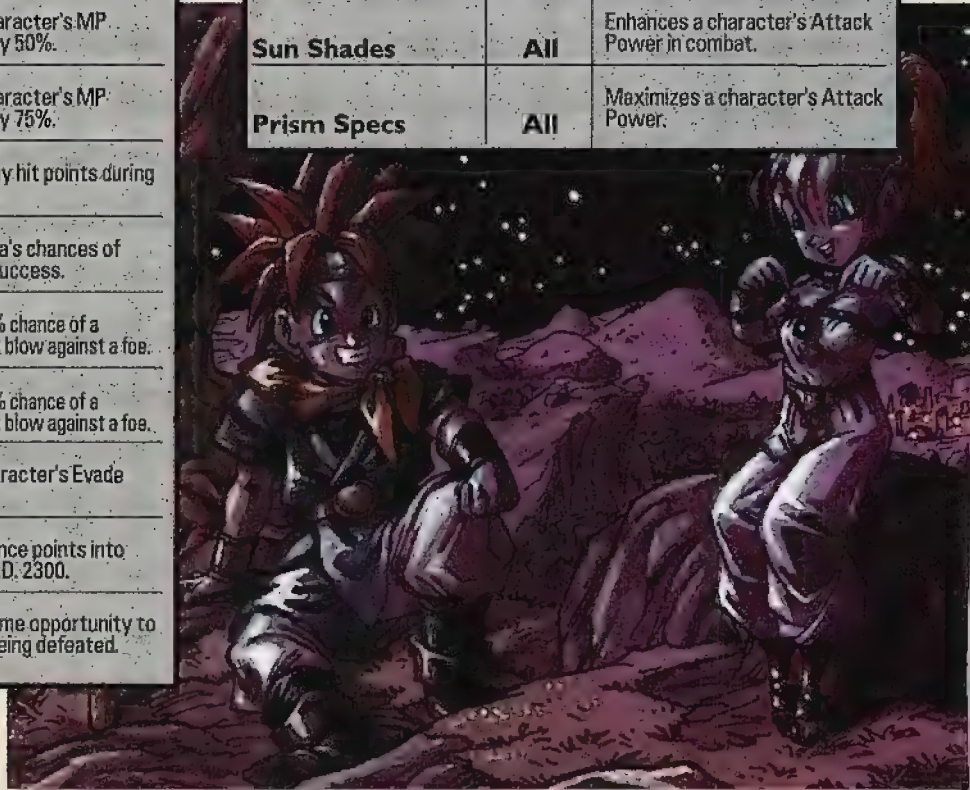 aracter's MP
y 50%.
aracter's MP
y 75%.
y hit points during
a's chances of
uccess.
% chance of a
blow against a foe.
% chance of a
blow against a foe.
racter's Evade
nce points into
D. 2300.
me opportunity to
eing defeated.
Sun Shades All Enhances a character's Attack
Power in combat.
Prism Specs All Maximizes a character's Attack
Power.